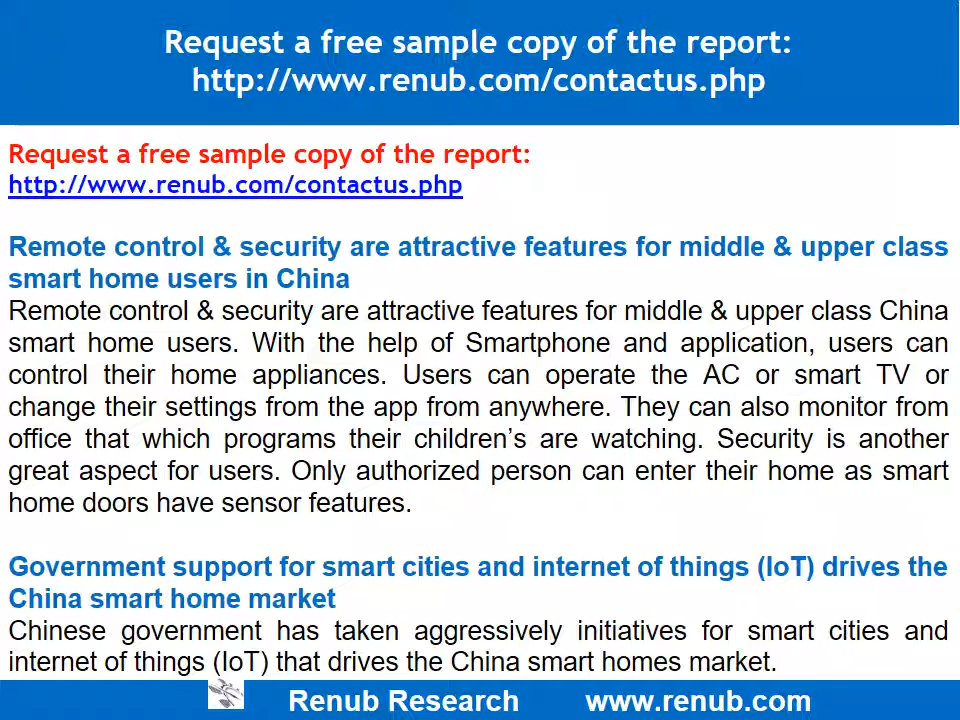 Request a free sample copy of the report:
http://www.renub.com/contactus.php
Request a free sample copy of the report:
http://www.renub.com/contactus.php
Remote control & security are attractive features for middle & upper class
smart home users in China
Remote control & security are attractive features for middle & upper class China
smart home users. With the help of Smartphone and application, users can
control their home appliances. Users can operate the AC or smart TV or
change their settings from the app from anywhere. They can also monitor from
office that which programs their children’s are watching. Security is another
great aspect for users. Only authorized person can enter their home as smart
home doors have sensor features.
Government support for smart cities and internet of things (IoT) drives the
China smart home market
Chinese government has taken aggressively initiatives for smart cities and
internet of things (IoT) that drives the China smart homes market.
Renub Research www.renub.com